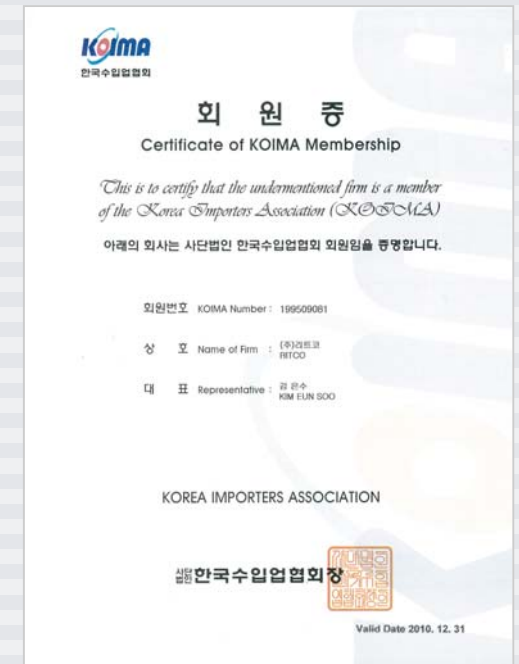 KOIMA
한국수입업협회
회 원 증
Certificate of KOIMA Membership
This is to certify that the undermentioned firm is a member
of the Korea Importers Association (KOIMA)
아래의 회사는 사단법인 한국수입업협회 회원임을 증명합니다.
회원번호 KOIMA Number : 199509081
상 호 Name of Firm : (주)리트코
RITCO
대 표 Representative : 김 은수
KIM EUN SOO
KOREA IMPORTERS ASSOCIATION
사단법인 한국수입업협회장
Valid Date 2010. 12. 31